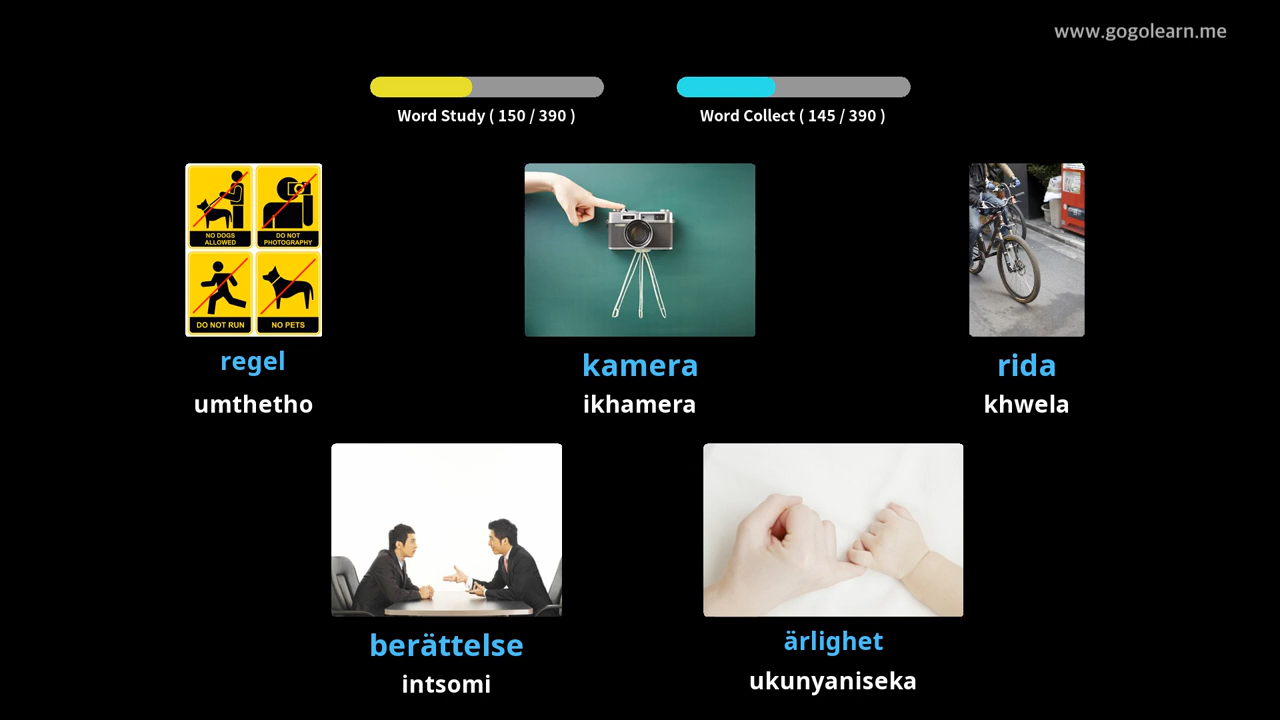 www.gogolearn.me
Word Study ( 150 / 390 )
Word Collect ( 145 / 390 )
NO DOGS
ALLOWED
DO NOT
PHOTOGRAPHY
DO NOT RUN
NO PETS
regel
umthetho
kamera
ikhamera
rida
khwela
berättelse
intsomi
ärlighet
ukunyaniseka